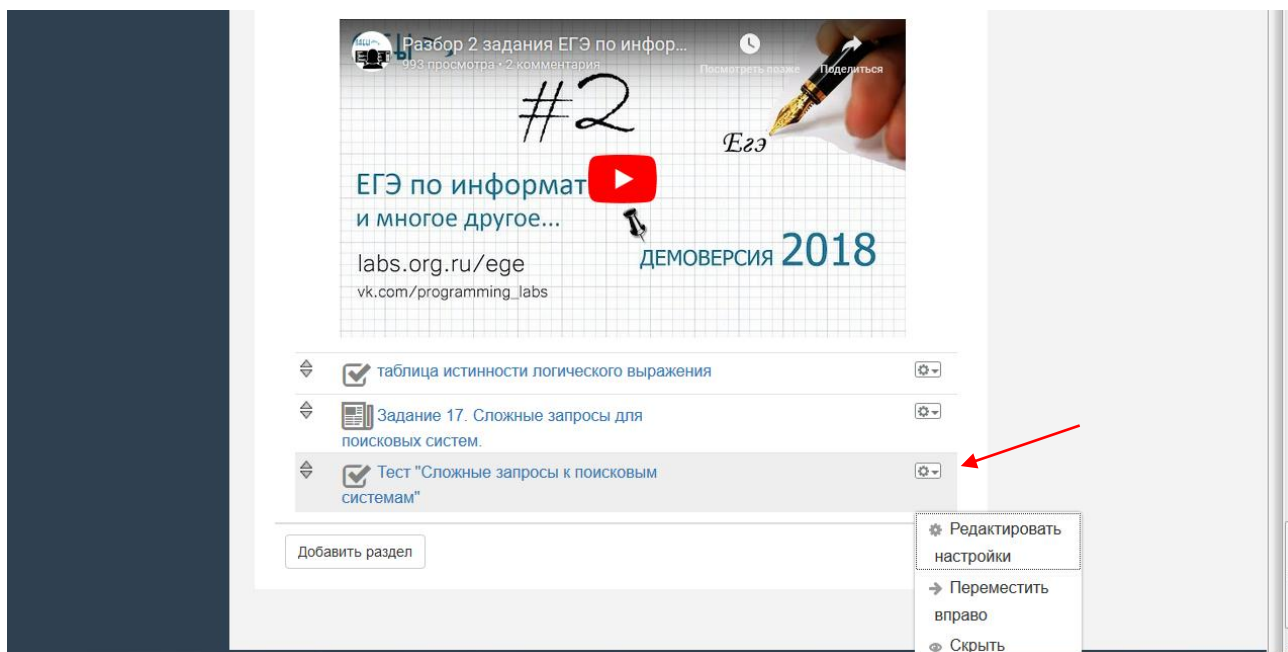 Разбор 2 задания ЕГЭ по инфор...
993 просмотра • 2 комментария
Посмотреть позже
Поделиться
#2
Егэ
ЕГЭ по информат
и многое другое...
ДЕМОВЕРСИЯ 2018
labs.org.ru/ege
vk.com/programming_labs
таблица истинности логического выражения
Задание 17. Сложные запросы для
поисковых систем.
Тест "Сложные запросы к поисковым
системам"
Добавить раздел
Редактировать
настройки
Переместить
вправо
Скрыть